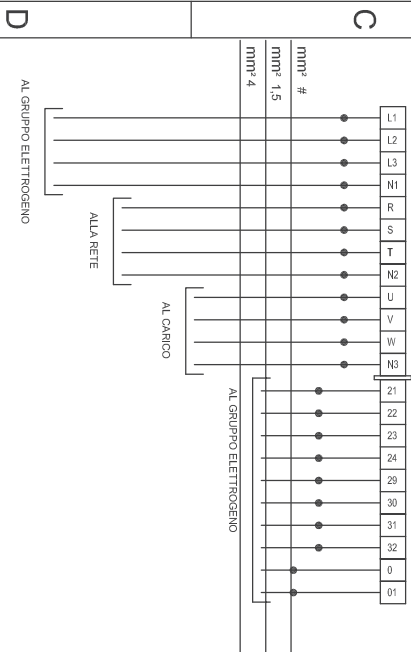 D
C
mm² #
mm² 1,5
mm² 4
L1
L2
L3
N1
R
S
T
N2
U
V
W
N3
21
22
23
24
29
30
31
32
0
01
AL GRUPPO ELETTROGENO
ALLA RETE
AL CARICO
AL GRUPPO ELETTROGENO